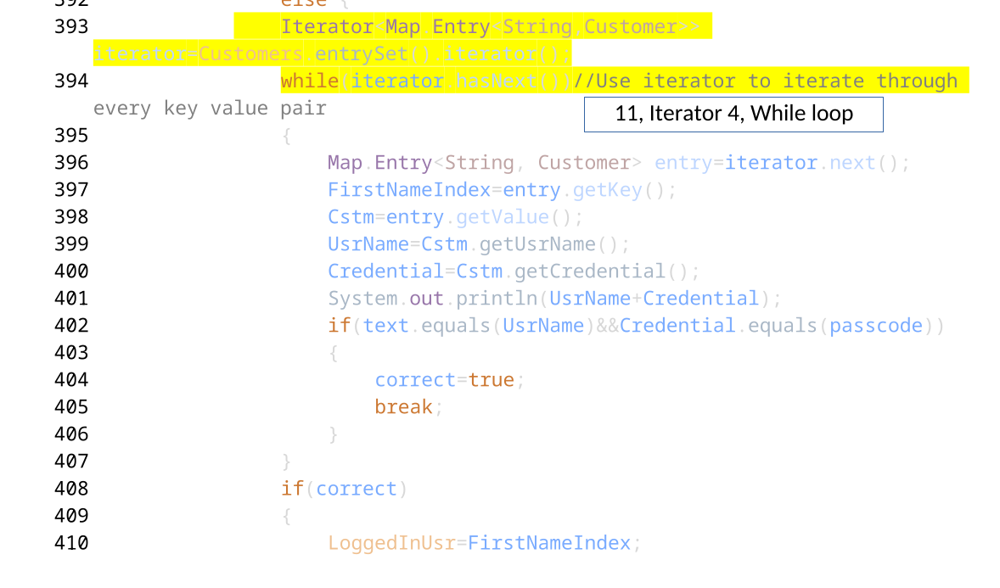 392 else {
393 Iterator<Map.Entry<String,Customer>>
iterator=Customers.entrySet().iterator();
394 while(iterator.hasNext())//Use iterator to iterate through
every key value pair
11, Iterator 4, While loop
395 {
396 Map.Entry<String, Customer> entry=iterator.next();
397 FirstNameIndex=entry.getKey();
398 Cstm=entry.getValue();
399 UsrName=Cstm.getUsrName();
400 Credential=Cstm.getCredential();
401 System.out.println(UsrName+Credential);
402 if(text.equals(UsrName)&&Credential.equals(passcode))
403 {
404 correct=true;
405 break;
406 }
407 }
408 if(correct)
409 {
410 LoggedInUsr=FirstNameIndex;